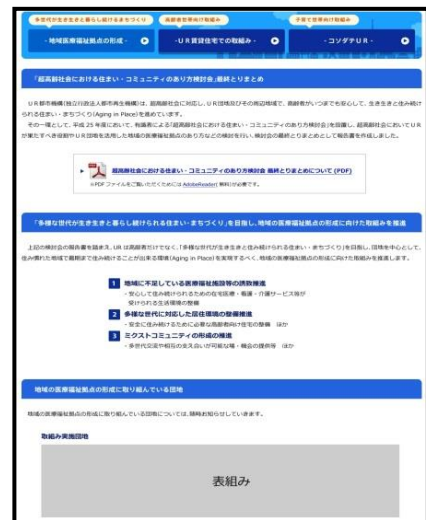 多世代が生き生きと暮らし続けるまちづくり
高齢者世帯向け取組み
子育て世帯向け取組み
- 地域医療福祉拠点の形成 -
- UR賃貸住宅での取組み -
- コソダテUR -
「超高齢社会における住まい・コミュニティのあり方検討会」最終とりまとめ
UR都市機構(独立行政法人都市再生機構)は、超高齢社会に対応し、UR団地及びその周辺地域で、高齢者がいつまでも安心して、生き生きと住み続け
られる住まい・まちづくり(Aging in Place)を進めています。
その一環として、平成 25 年度において、有識者による「超高齢社会における住まい・コミュニティのあり方検討会」を設置し、超高齢社会においてUR
が果たすべき役割やUR団地を活用した地域の医療福祉拠点のあり方などの検討を行い、検討会の最終とりまとめとして報告書を作成しました。
超高齢社会における住まい・コミュニティのあり方検討会 最終とりまとめについて (PDF)
※PDF ファイルをご覧いただくためには AdobeReader( 無料)が必要です。
「多様な世代が生き生きと暮らし続けられる住まい・まちづくり」を目指し、地域の医療福祉拠点の形成に向けた取組みを推進
上記の検討会の報告書を踏まえ、UR は高齢者だけでなく、「多様な世代が生き生きと住み続けられる住まい・まちづくり」を目指し、団地を中心として、
住み慣れた地域で最期まで住み続けることが出来る環境(Aging in Place)を実現するべく、地域の医療福祉拠点の形成に向けた取組みを推進します。
1 地域に不足している医療福祉施設等の誘致推進
・安心して住み続けられるための在宅医療・看護・介護サービス等が
受けられる生活環境の整備
2 多様な世代に対応した居住環境の整備推進
・安全に住み続けるために必要な高齢者向け住宅の整備 ほか
3 ミクストコミュニティの形成の推進
・多世代交流や相互の支え合いが可能な場・機会の提供等 ほか
地域の医療福祉拠点の形成に取り組んでいる団地
地域の医療福祉拠点の形成に取り組んでいる団地については、随時お知らせしていきます。
取組み実施団地
表組み